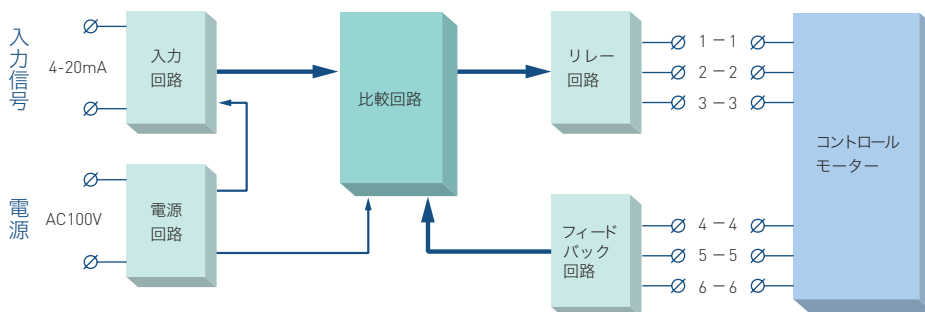 入力信号
4-20mA
入力
回路
電源
AC100V
電源
回路
比較回路
リレー
回路
1－1
2－2
3－3
フィード
バック
回路
4－4
5－5
6－6
コントロール
モーター